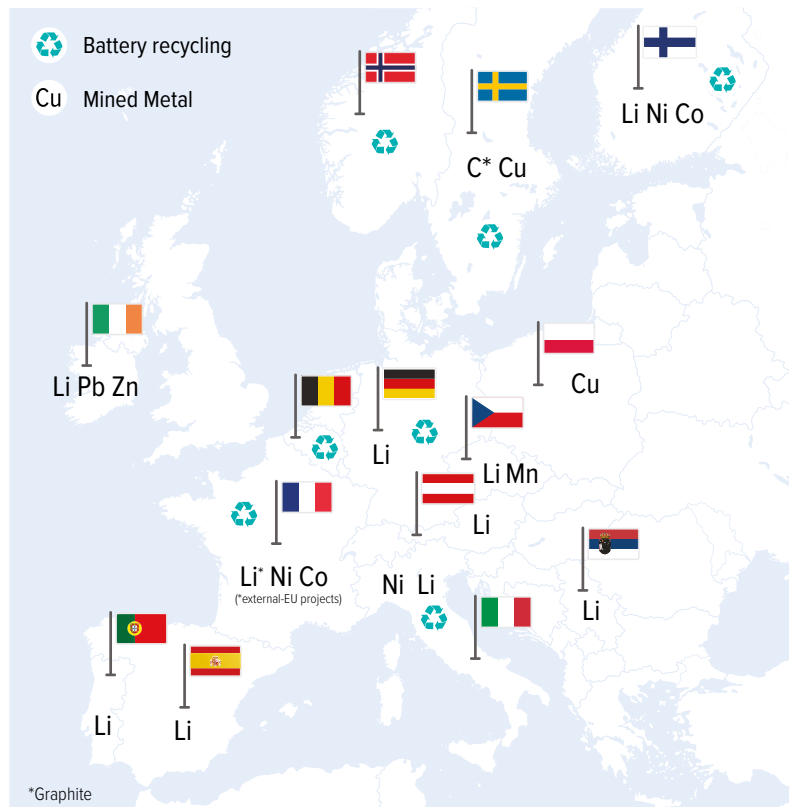 Battery recycling
Cu Mined Metal
Li Ni Co
C* Cu
Li Pb Zn
Cu
Li
Li Mn
Li
Li* Ni Co
(*external-EU projects)
Ni Li
Li
Li
Li
*Graphite